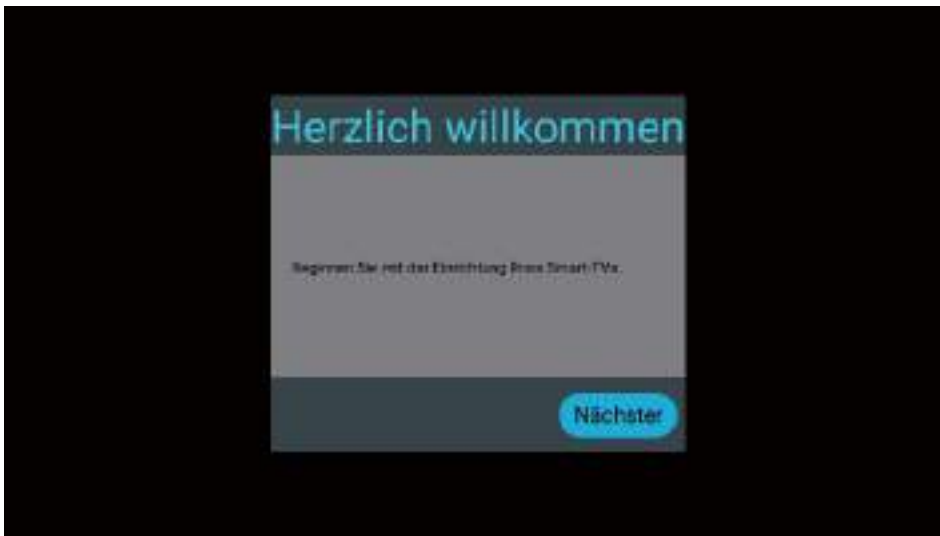 Herzlich willkommen
Beginnen Sie mit der Einrichtung Ihres Smart-TVs.
Nächster